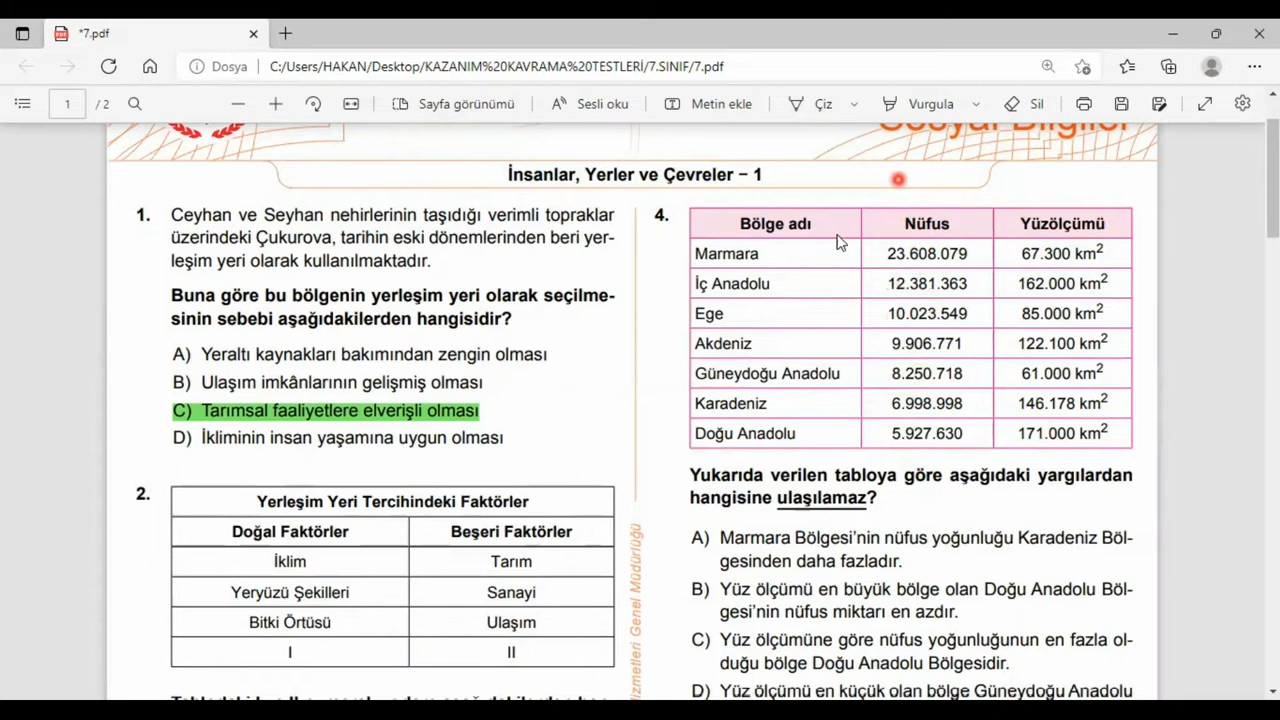 *7.pdf
Dosya
C:/Users/HAKAN/Desktop/KAZANIM%20KAVRAMA%20TESTLERİ/7.SINIF/7.pdf
1 / 2
Sayfa görünümü
Sesli oku
Metin ekle
Çiz
Vurgula
Sil
Sosyal Bilgiler
İnsanlar, Yerler ve Çevreler – 1
1. Ceyhan ve Seyhan nehirlerinin taşıdığı verimli topraklar
üzerindeki Çukurova, tarihin eski dönemlerinden beri yer-
leşim yeri olarak kullanılmaktadır.
Buna göre bu bölgenin yerleşim yeri olarak seçilme-
sinin sebebi aşağıdakilerden hangisidir?
A) Yeraltı kaynakları bakımından zengin olması
B) Ulaşım imkânlarının gelişmiş olması
C) Tarımsal faaliyetlere elverişli olması
D) İkliminin insan yaşamına uygun olması
2.
Yerleşim Yeri Tercihindeki Faktörler
Doğal Faktörler Beşeri Faktörler
İklim Tarım
Yeryüzü Şekilleri Sanayi
Bitki Örtüsü Ulaşım
I II
Hizmetleri Genel Müdürlüğü
4.
Bölge adı Nüfus Yüzölçümü
Marmara 23.608.079 67.300 km²
İç Anadolu 12.381.363 162.000 km²
Ege 10.023.549 85.000 km²
Akdeniz 9.906.771 122.100 km²
Güneydoğu Anadolu 8.250.718 61.000 km²
Karadeniz 6.998.998 146.178 km²
Doğu Anadolu 5.927.630 171.000 km²
Yukarıda verilen tabloya göre aşağıdaki yargılardan
hangisine ulaşılamaz?
A) Marmara Bölgesi’nin nüfus yoğunluğu Karadeniz Böl-
gesinden daha fazladır.
B) Yüz ölçümü en büyük bölge olan Doğu Anadolu Böl-
gesi’nin nüfus miktarı en azdır.
C) Yüz ölçümüne göre nüfus yoğunluğunun en fazla ol-
duğu bölge Doğu Anadolu Bölgesidir.
D) Yüz ölçümü en küçük olan bölge Güneydoğu Anadolu